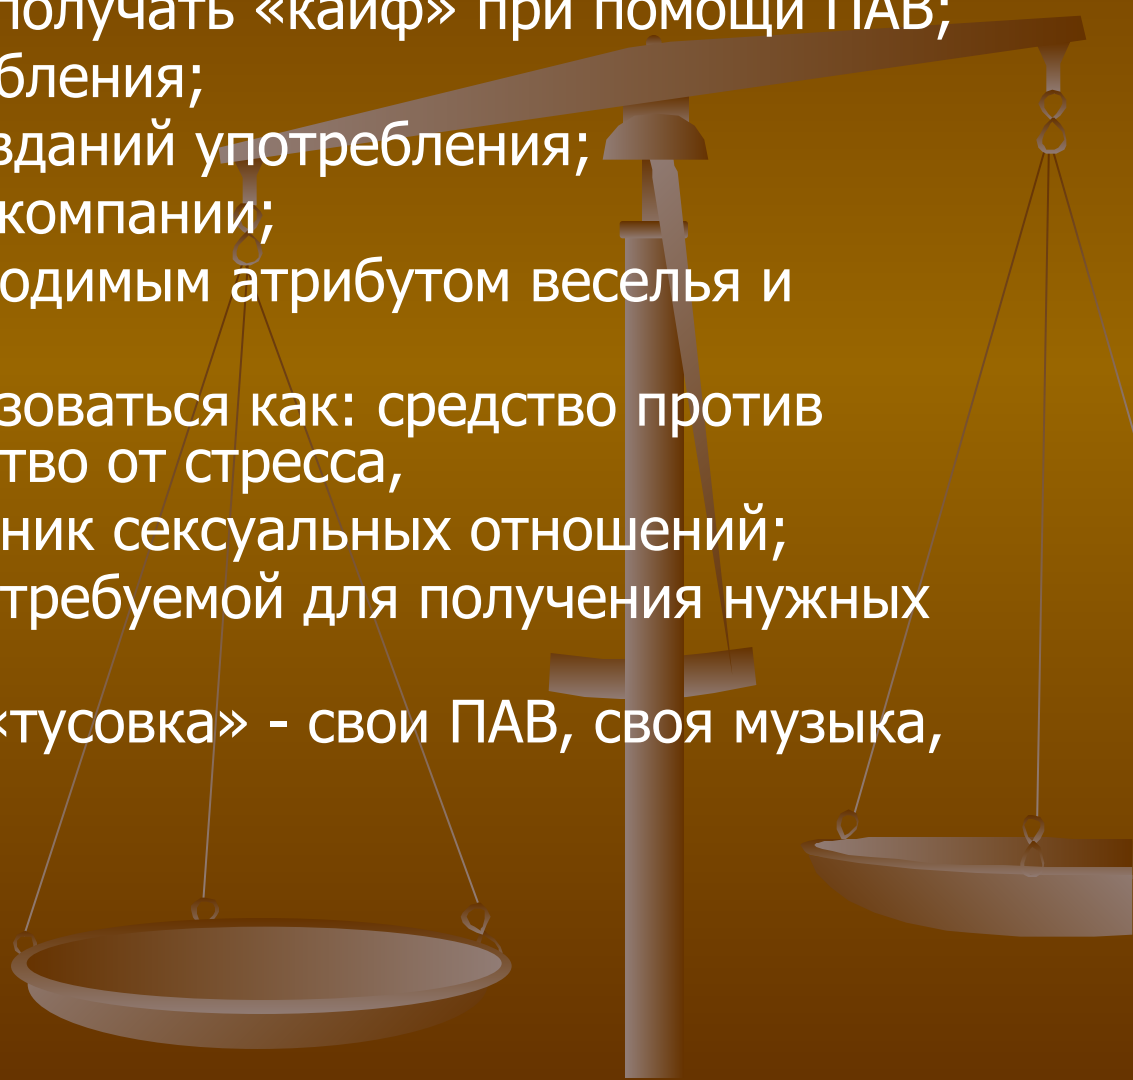 получать «кайф» при помощи ПАВ;
бления;
зданий употребления;
компании;
одимым атрибутом веселья и
зоваться как: средство против
тво от стресса,
ник сексуальных отношений;
требуемой для получения нужных
«тусовка» - свои ПАВ, своя музыка,